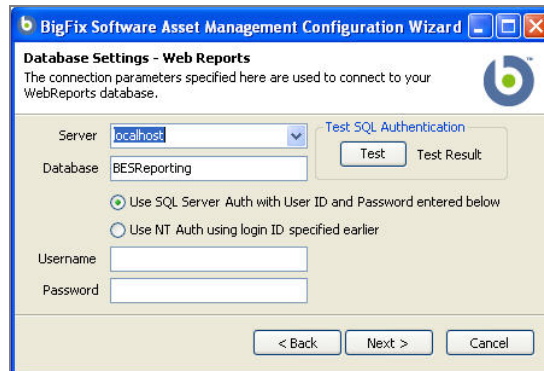 BigFix Software Asset Management Configuration Wizard
Database Settings - Web Reports
The connection parameters specified here are used to connect to your
WebReports database.
Server localhost
Test SQL Authentication
Test Test Result
Database BESReporting
Use SQL Server Auth with User ID and Password entered below
Use NT Auth using login ID specified earlier
Username
Password
< Back Next > Cancel